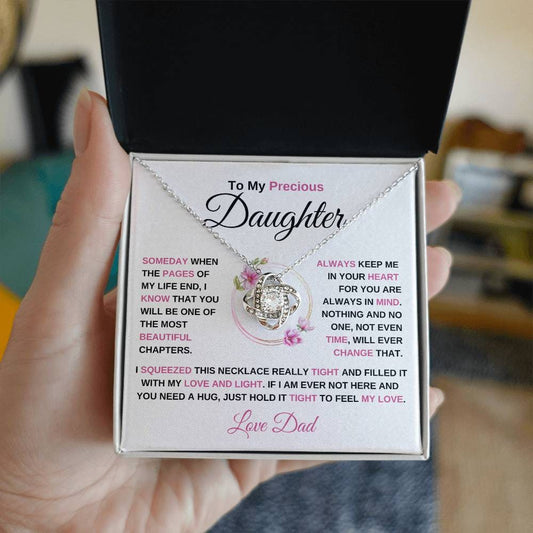 To My Precious
Daughter
SOMEDAY WHEN
THE PAGES OF
MY LIFE END, I
KNOW THAT YOU
WILL BE ONE OF
THE MOST
BEAUTIFUL
CHAPTERS.
ALWAYS KEEP ME
IN YOUR HEART
FOR YOU ARE
ALWAYS IN MIND.
NOTHING AND NO
ONE, NOT EVEN
TIME, WILL EVER
CHANGE THAT.
I SQUEEZED THIS NECKLACE REALLY TIGHT AND FILLED IT
WITH MY LOVE AND LIGHT. IF I AM EVER NOT HERE AND
YOU NEED A HUG, JUST HOLD IT TIGHT TO FEEL MY LOVE.
Love Dad